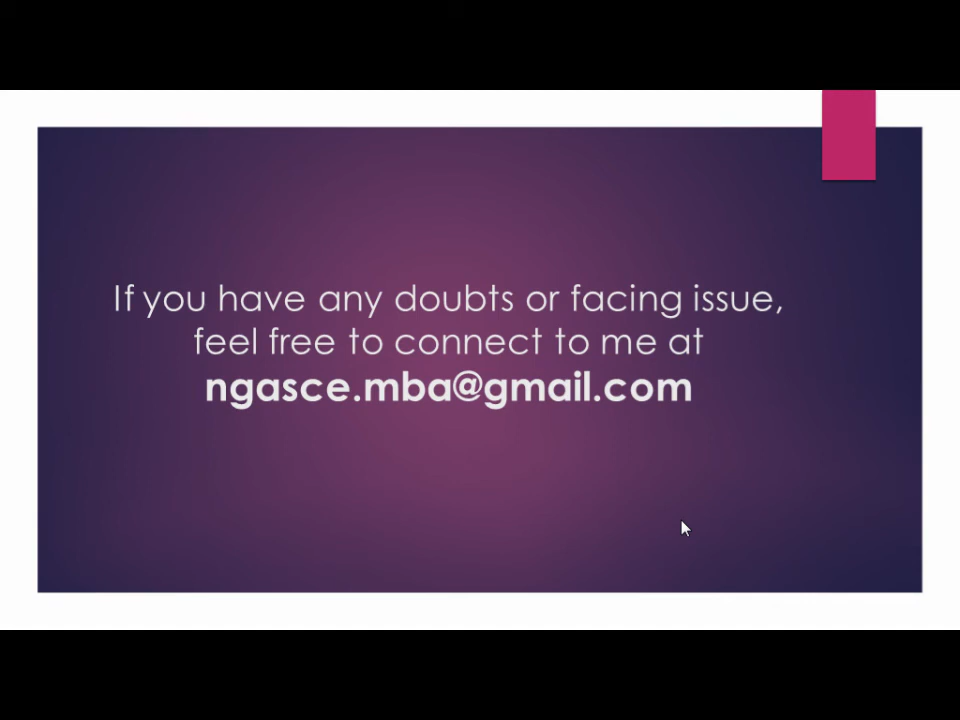 If you have any doubts or facing issue,
feel free to connect to me at
ngasce.mba@gmail.com